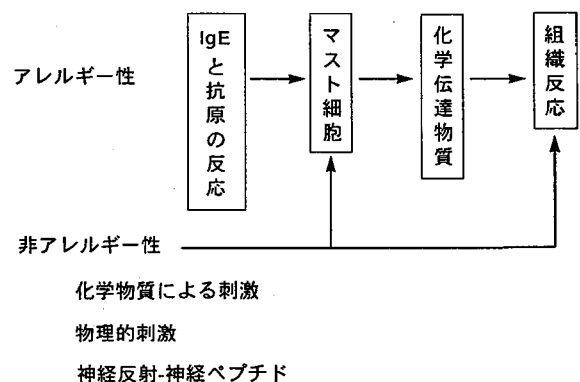 アレルギー性
IgEと抗原の反応
マスト細胞
化学伝達物質
組織反応
非アレルギー性
化学物質による刺激
物理的刺激
神経反射-神経ペプチド